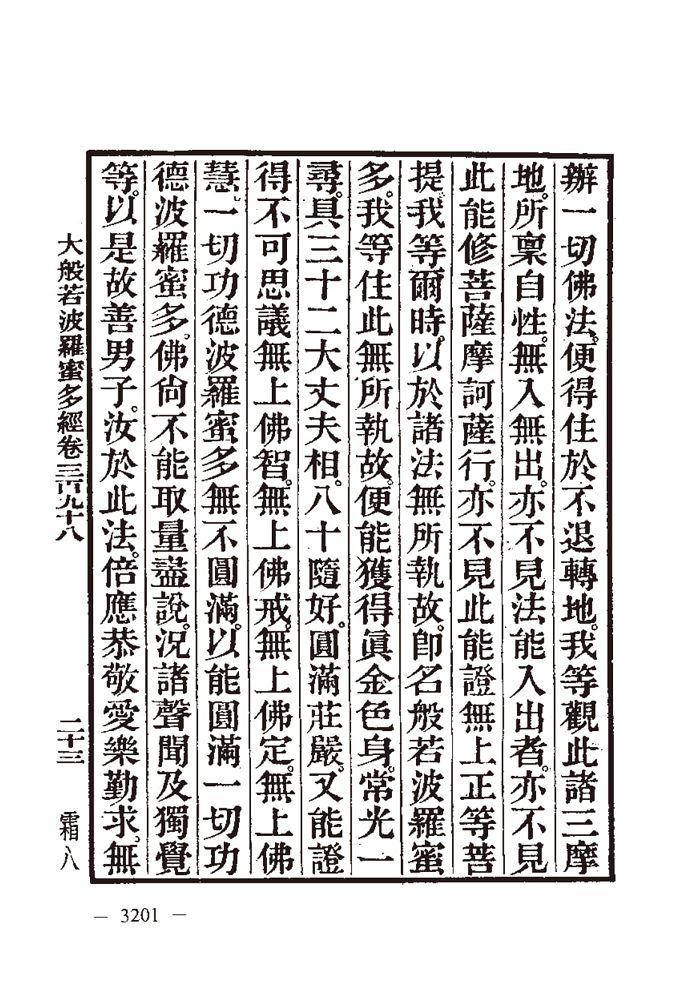 辦一切佛法。便得住於不退轉地。我等觀此諸三摩
地。所稟自性。無入無出。亦不見法能入出者。亦不見
此能修菩薩摩訶薩行。亦不見此能證無上正等菩
提。我等爾時。以於諸法無所執故。即名般若波羅蜜
多。我等住此無所執故。便能獲得眞金色身。常光一
尋。具三十二大丈夫相。八十隨好。圓滿莊嚴。又能證
得不可思議無上佛智。無上佛戒。無上佛定。無上佛
慧。一切功德波羅蜜多無不圓滿。以能圓滿一切功
德波羅蜜多。佛尙不能取量盡說。況諸聲聞及獨覺
等。以是故善男子。汝於此法。倍應恭敬愛樂勤求。無
大般若波羅蜜多經卷三百九十八 二十三 霜八
— 3201 —